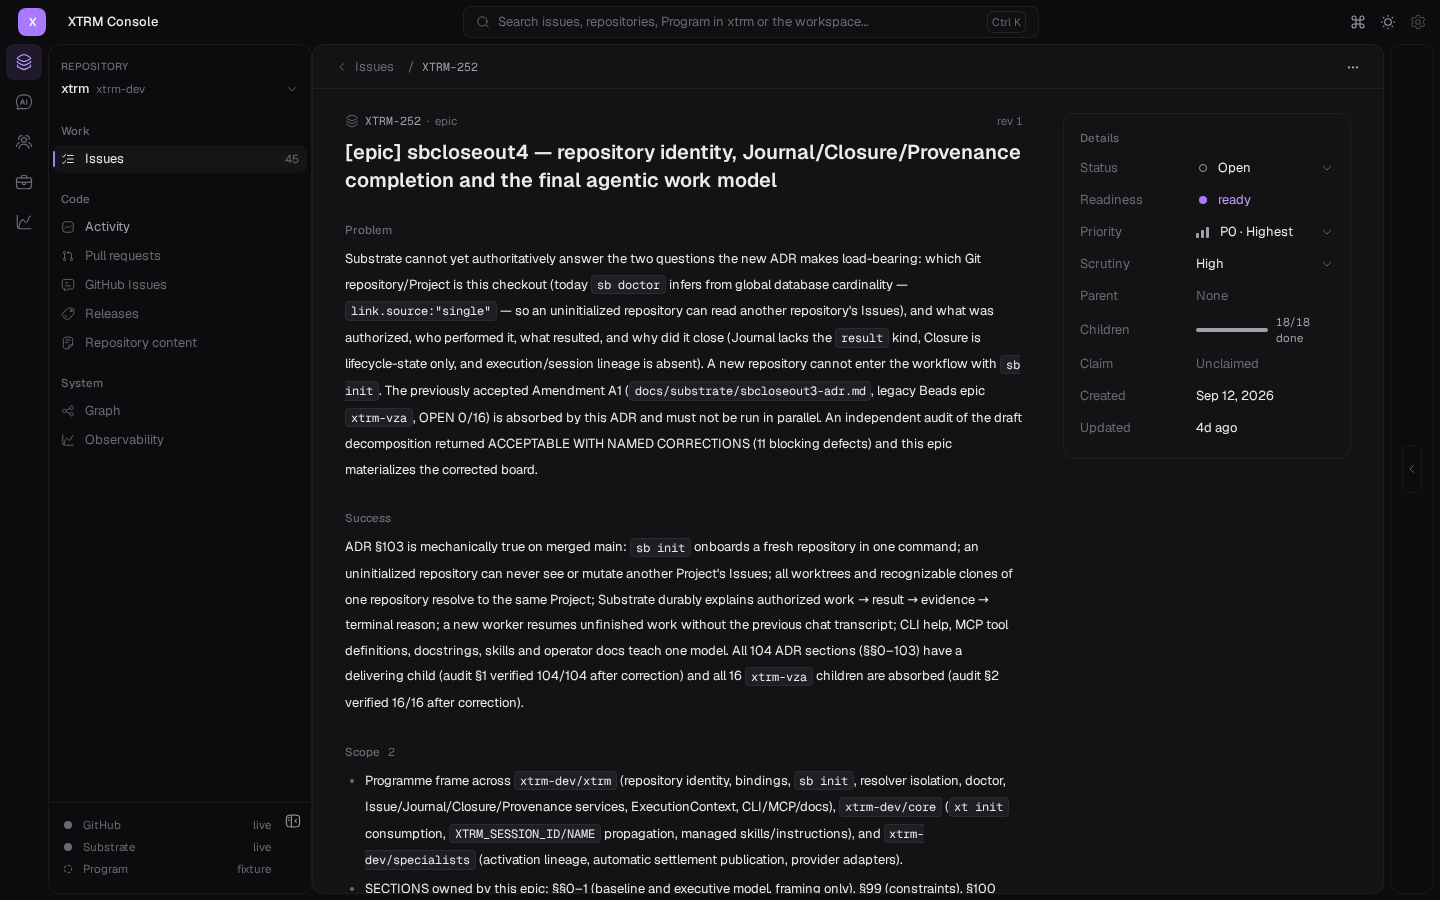 X
XTRM Console
Search issues, repositories, Program in xtrm or the workspace...
Ctrl K
REPOSITORY
xtrm xtrm-dev
Work
Issues 45
Code
Activity
Pull requests
GitHub Issues
Releases
Repository content
System
Graph
Observability
GitHub live
Substrate live
Program fixture
AI
Issues / XTRM-252
XTRM-252 · epic
rev 1
[epic] sbcloseout4 — repository identity, Journal/Closure/Provenance
completion and the final agentic work model
Problem
Substrate cannot yet authoritatively answer the two questions the new ADR makes load-bearing: which Git
repository/Project is this checkout (today sb doctor infers from global database cardinality —
link.source:"single" — so an uninitialized repository can read another repository's Issues), and what was
authorized, who performed it, what resulted, and why did it close (Journal lacks the result kind, Closure is
lifecycle-state only, and execution/session lineage is absent). A new repository cannot enter the workflow with sb
init. The previously accepted Amendment A1 (docs/substrate/sbcloseout3-adr.md, legacy Beads epic
xtrm-vza, OPEN 0/16) is absorbed by this ADR and must not be run in parallel. An independent audit of the draft
decomposition returned ACCEPTABLE WITH NAMED CORRECTIONS (11 blocking defects) and this epic
materializes the corrected board.
Success
ADR §103 is mechanically true on merged main: sb init onboards a fresh repository in one command; an
uninitialized repository can never see or mutate another Project's Issues; all worktrees and recognizable clones of
one repository resolve to the same Project; Substrate durably explains authorized work → result → evidence →
terminal reason; a new worker resumes unfinished work without the previous chat transcript; CLI help, MCP tool
definitions, docstrings, skills and operator docs teach one model. All 104 ADR sections (§§0–103) have a
delivering child (audit §1 verified 104/104 after correction) and all 16 xtrm-vza children are absorbed (audit §2
verified 16/16 after correction).
Scope 2
• Programme frame across xtrm-dev/xtrm (repository identity, bindings, sb init, resolver isolation, doctor,
Issue/Journal/Closure/Provenance services, ExecutionContext, CLI/MCP/docs), xtrm-dev/core (xt init
consumption, XTRM_SESSION_ID/NAME propagation, managed skills/instructions), and xtrm-
dev/specialists (activation lineage, automatic settlement publication, provider adapters).
• SECTIONS owned by this epic: §§0–1 (baseline and executive model, framing only), §99 (constraints), §100
Details
Status Open
Readiness ready
Priority P0 · Highest
Scrutiny High
Parent None
Children 18/18
done
Claim Unclaimed
Created Sep 12, 2026
Updated 4d ago